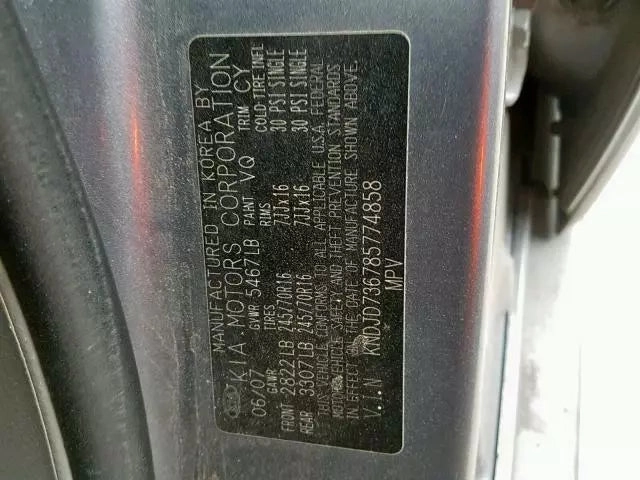 MANUFACTURED IN KOREA BY
KIA MOTORS CORPORATION
06/07 GVWR 5467LB PAINT VQ TRIM CY
GAWR TIRE RIMS COLD TIRE INFL
FRONT 2822LB 245/70R16 7JJx16 30 PSI SINGLE
REAR 3307LB 245/70R16 7JJx16 30 PSI SINGLE
THIS VEHICLE CONFORMS TO ALL APPLICABLE U.S.A. FEDERAL
MOTOR VEHICLE SAFETY AND THEFT PREVENTION STANDARDS
IN EFFECT ON THE DATE OF MANUFACTURE SHOWN ABOVE.
V.I.N KNDJD736785774858
MPV